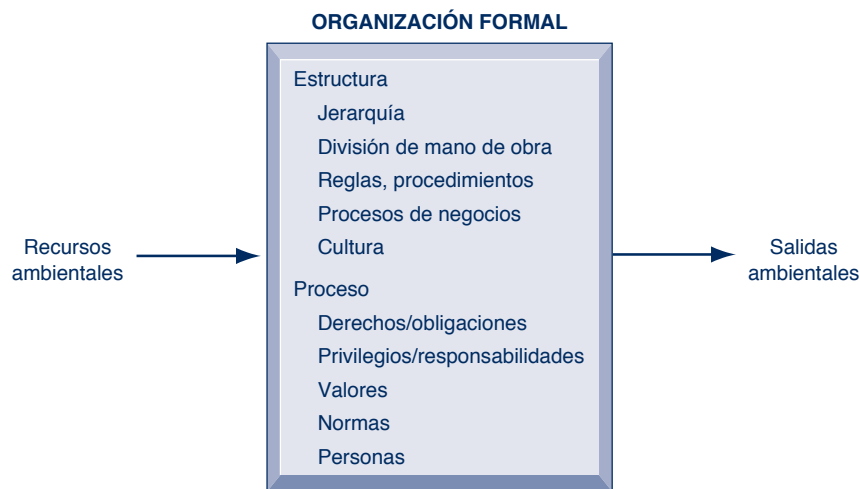 ORGANIZACIÓN FORMAL
Estructura
Jerarquía
División de mano de obra
Reglas, procedimientos
Procesos de negocios
Cultura
Proceso
Derechos/obligaciones
Privilegios/responsabilidades
Valores
Normas
Personas
Recursos
ambientales
Salidas
ambientales